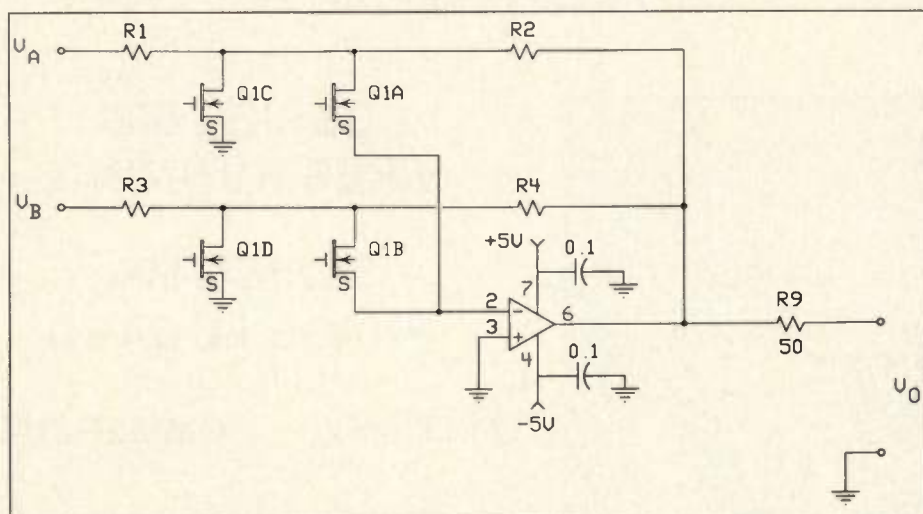 R1
R2
V_A
Q1C
Q1A
S
S
R3
R4
V_B
Q1D
Q1B
+5V
0.1
S
S
7
2
6
R9
3
50
4
0.1
V_O
-5V